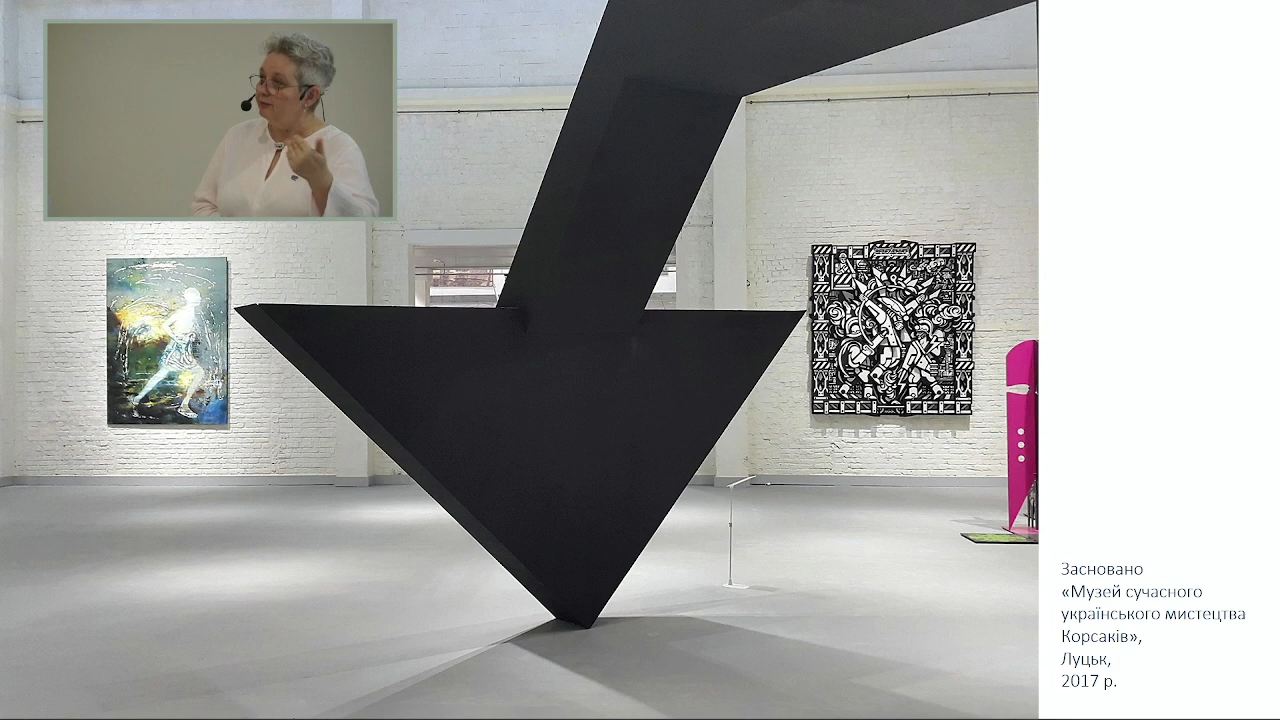 Засновано
«Музей сучасного
українського мистецтва
Корсаків»,
Луцьк,
2017 р.